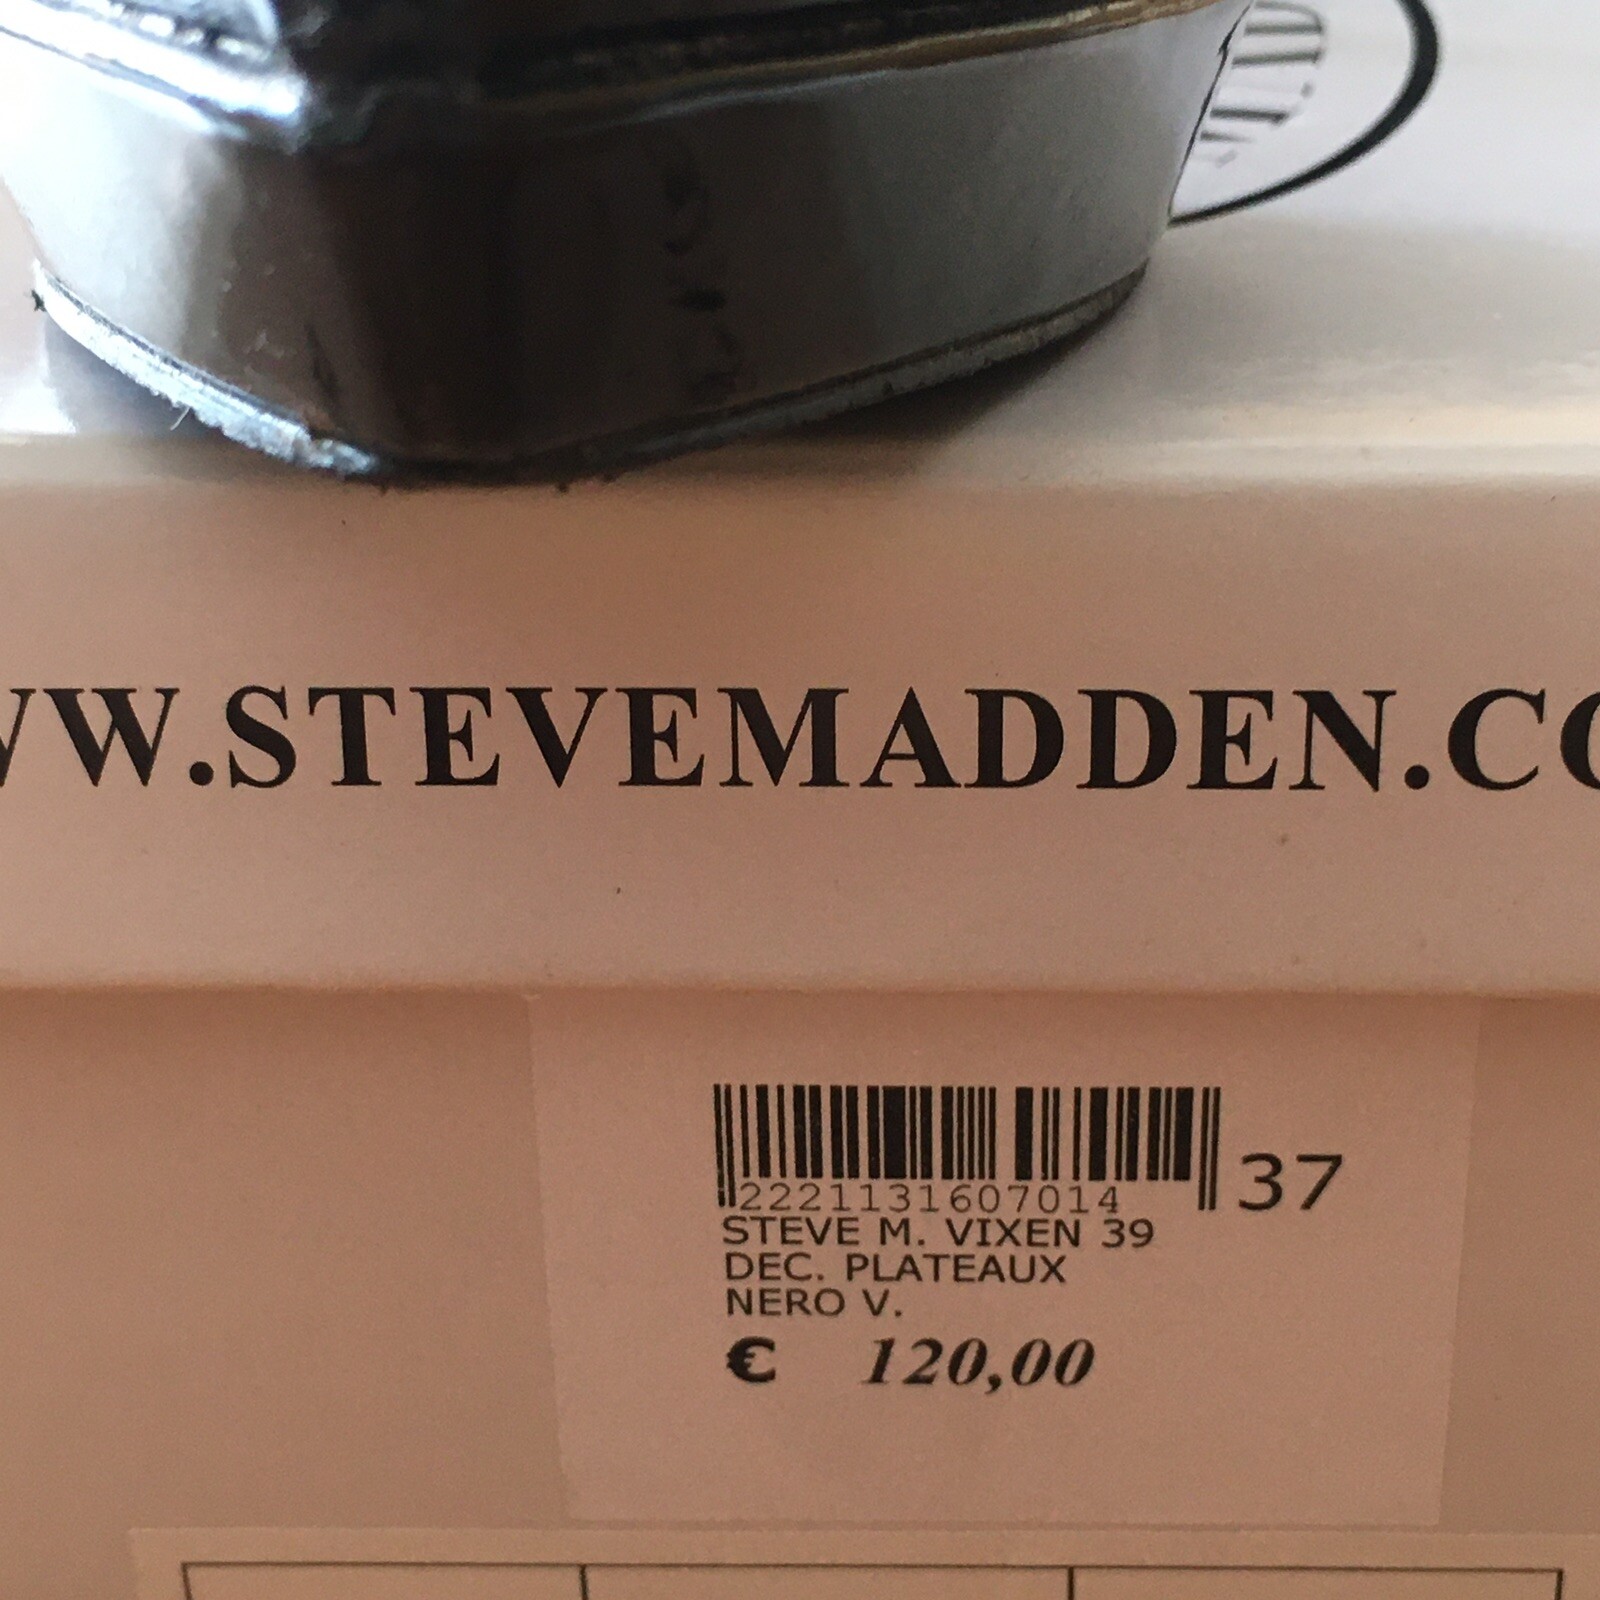 WW.STEVEMADDEN.CO
37
2221131607014
STEVE M. VIXEN 39
DEC. PLATEAUX
NERO V.
€ 120,00